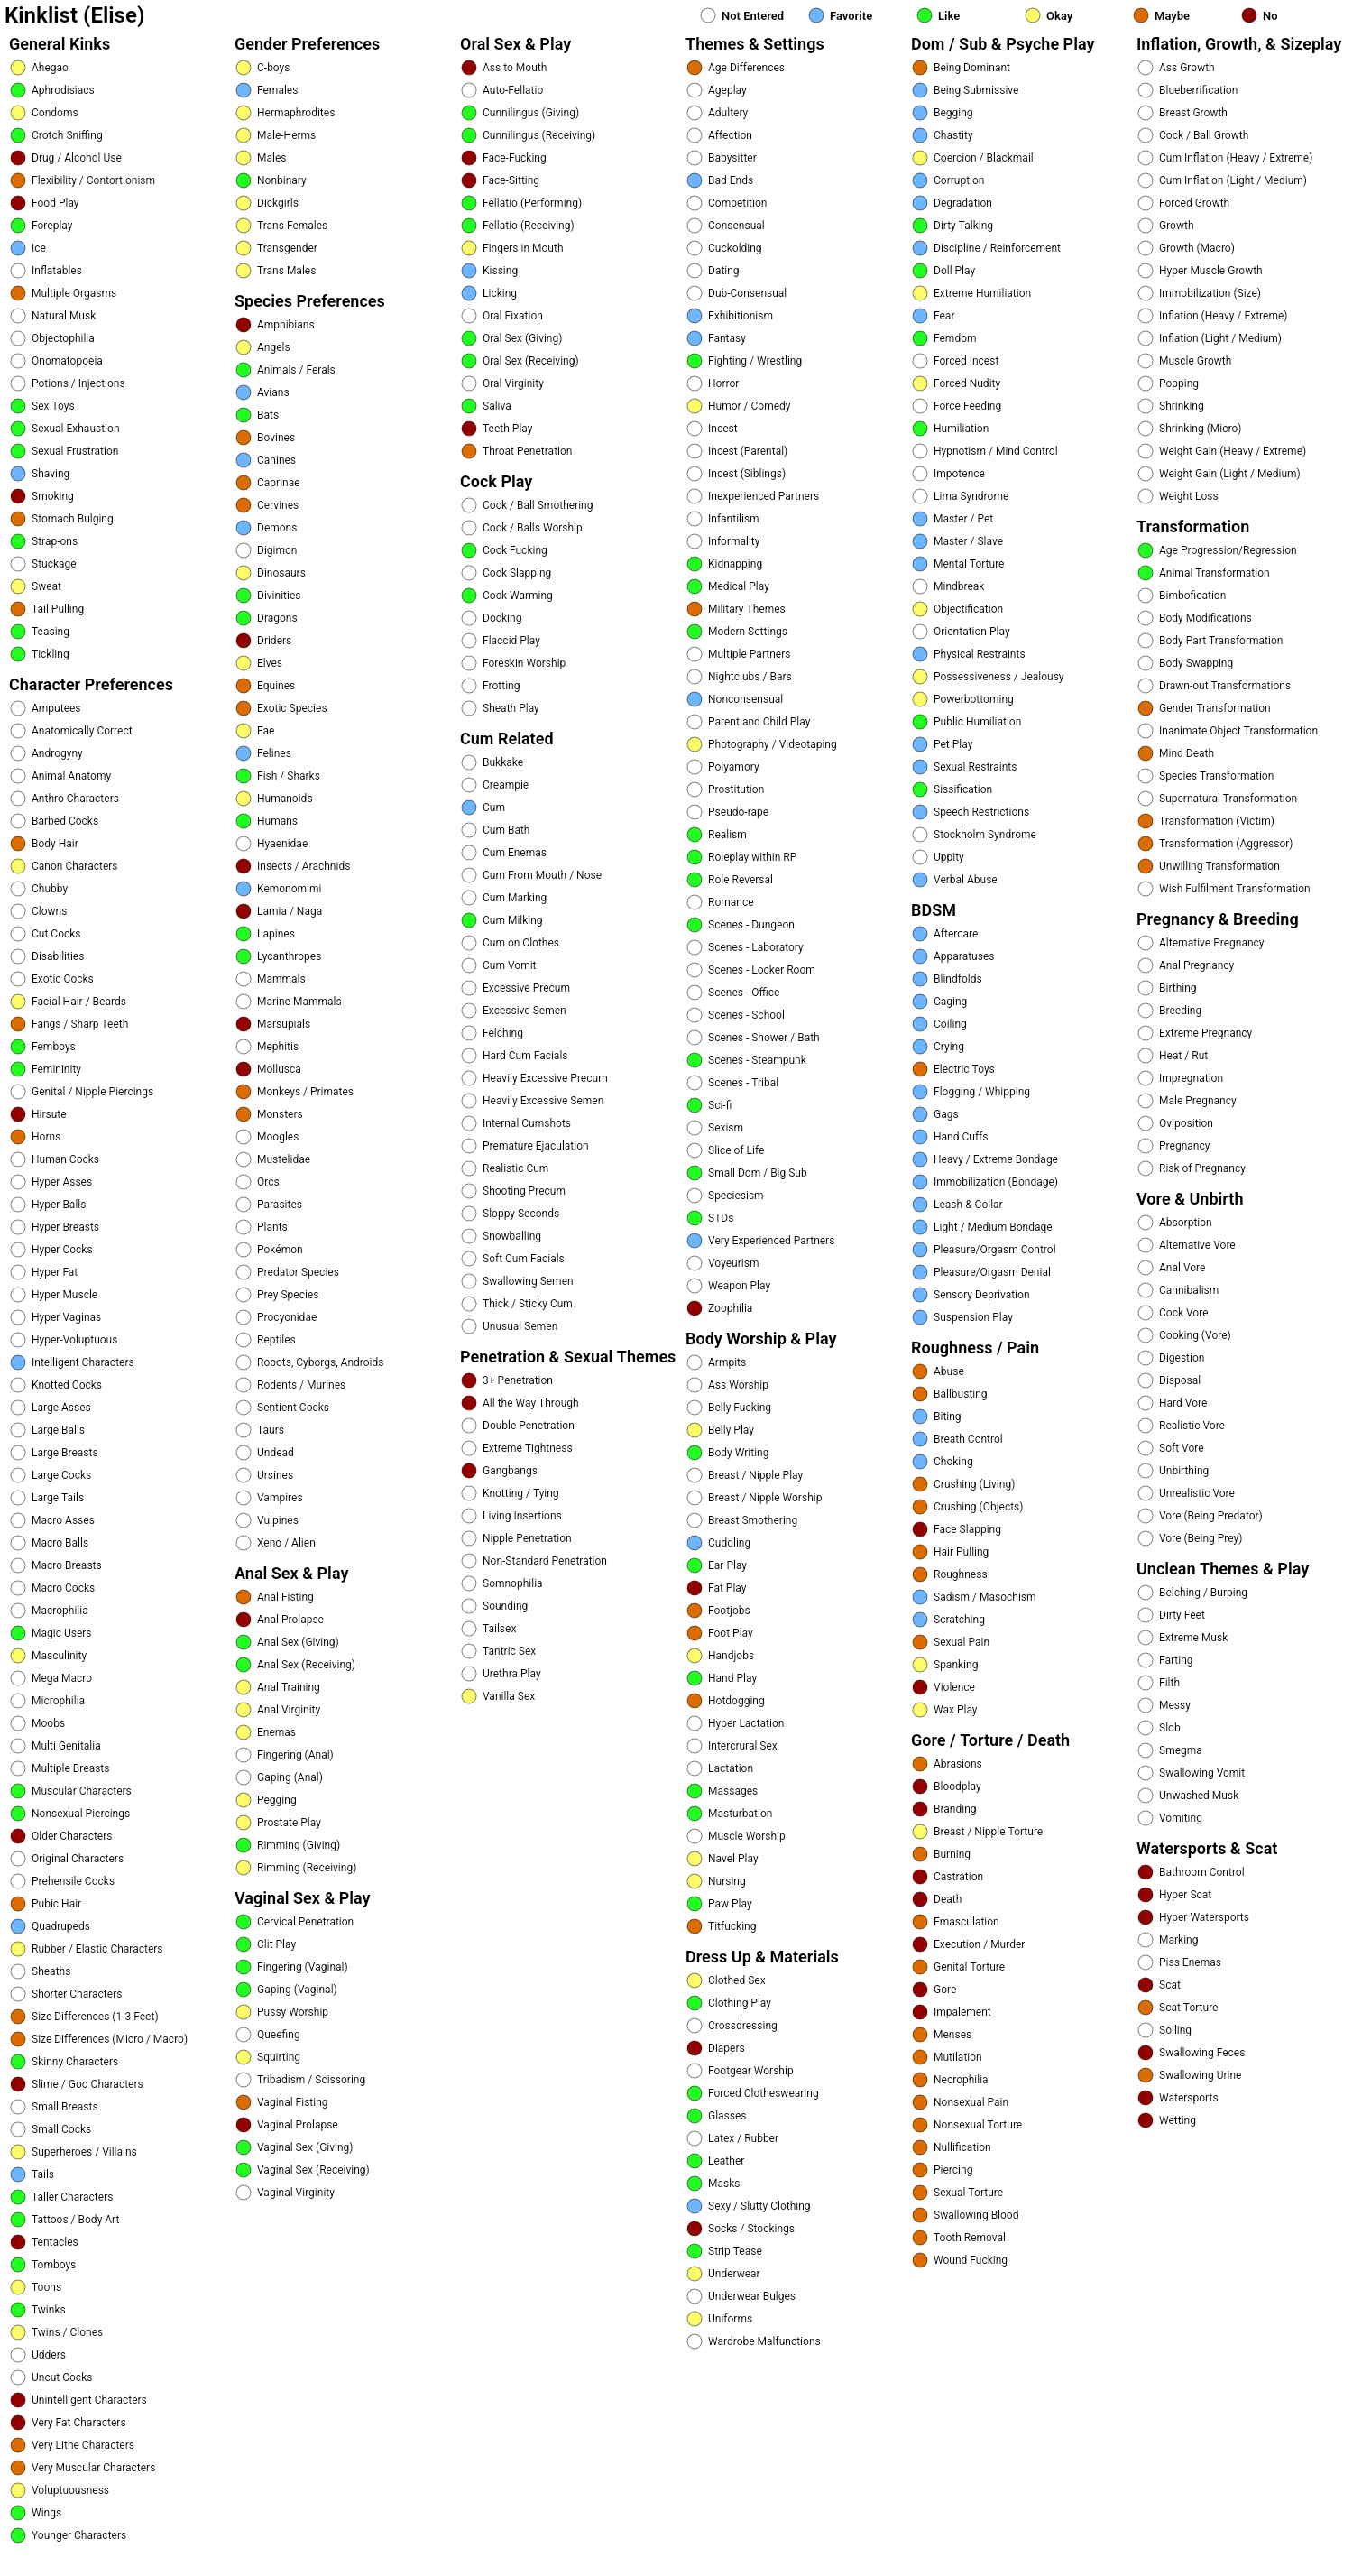 Kinklist (Elise)
Not Entered
Favorite
Like
Okay
Maybe
No
General Kinks
Ahegao
Aphrodisiacs
Condoms
Crotch Sniffing
Drug / Alcohol Use
Flexibility / Contortionism
Food Play
Foreplay
Ice
Inflatables
Multiple Orgasms
Natural Musk
Objectophilia
Onomatopoeia
Potions / Injections
Sex Toys
Sexual Exhaustion
Sexual Frustration
Shaving
Smoking
Stomach Bulging
Strap-ons
Stuckage
Sweat
Tail Pulling
Teasing
Tickling
Character Preferences
Amputees
Anatomically Correct
Androgyny
Animal Anatomy
Anthro Characters
Barbed Cocks
Body Hair
Canon Characters
Chubby
Clowns
Cut Cocks
Disabilities
Exotic Cocks
Facial Hair / Beards
Fangs / Sharp Teeth
Femboys
Femininity
Genital / Nipple Piercings
Hirsute
Horns
Human Cocks
Hyper Asses
Hyper Balls
Hyper Breasts
Hyper Cocks
Hyper Fat
Hyper Muscle
Hyper Vaginas
Hyper-Voluptuous
Intelligent Characters
Knotted Cocks
Large Asses
Large Balls
Large Breasts
Large Cocks
Large Tails
Macro Asses
Macro Balls
Macro Breasts
Macro Cocks
Macrophilia
Magic Users
Masculinity
Mega Macro
Microphilia
Moobs
Multi Genitalia
Multiple Breasts
Muscular Characters
Nonsexual Piercings
Older Characters
Original Characters
Prehensile Cocks
Pubic Hair
Quadrupeds
Rubber / Elastic Characters
Sheaths
Shorter Characters
Size Differences (1-3 Feet)
Size Differences (Micro / Macro)
Skinny Characters
Slime / Goo Characters
Small Breasts
Small Cocks
Superheroes / Villains
Tails
Taller Characters
Tattoos / Body Art
Tentacles
Tomboys
Toons
Twinks
Twins / Clones
Udders
Uncut Cocks
Unintelligent Characters
Very Fat Characters
Very Lithe Characters
Very Muscular Characters
Voluptuousness
Wings
Younger Characters
Gender Preferences
C-boys
Females
Hermaphrodites
Male-Herms
Males
Nonbinary
Dickgirls
Trans Females
Transgender
Trans Males
Species Preferences
Amphibians
Angels
Animals / Ferals
Avians
Bats
Bovines
Canines
Caprinae
Cervines
Demons
Digimon
Dinosaurs
Divinities
Dragons
Driders
Elves
Equines
Exotic Species
Fae
Felines
Fish / Sharks
Humanoids
Humans
Hyaenidae
Insects / Arachnids
Kemonomimi
Lamia / Naga
Lapines
Lycanthropes
Mammals
Marine Mammals
Marsupials
Mephitis
Mollusca
Monkeys / Primates
Monsters
Moogles
Mustelidae
Orcs
Parasites
Plants
Pokémon
Predator Species
Prey Species
Procyonidae
Reptiles
Robots, Cyborgs, Androids
Rodents / Murines
Sentient Cocks
Taurs
Undead
Ursines
Vampires
Vulpines
Xeno / Alien
Anal Sex & Play
Anal Fisting
Anal Prolapse
Anal Sex (Giving)
Anal Sex (Receiving)
Anal Training
Anal Virginity
Enemas
Fingering (Anal)
Gaping (Anal)
Pegging
Prostate Play
Rimming (Giving)
Rimming (Receiving)
Vaginal Sex & Play
Cervical Penetration
Clit Play
Fingering (Vaginal)
Gaping (Vaginal)
Pussy Worship
Queefing
Squirting
Tribadism / Scissoring
Vaginal Fisting
Vaginal Prolapse
Vaginal Sex (Giving)
Vaginal Sex (Receiving)
Vaginal Virginity
Oral Sex & Play
Ass to Mouth
Auto-Fellatio
Cunnilingus (Giving)
Cunnilingus (Receiving)
Face-Fucking
Face-Sitting
Fellatio (Performing)
Fellatio (Receiving)
Fingers in Mouth
Kissing
Licking
Oral Fixation
Oral Sex (Giving)
Oral Sex (Receiving)
Oral Virginity
Saliva
Teeth Play
Throat Penetration
Cock Play
Cock / Ball Smothering
Cock / Balls Worship
Cock Fucking
Cock Slapping
Cock Warming
Docking
Flaccid Play
Foreskin Worship
Frotting
Sheath Play
Cum Related
Bukkake
Creampie
Cum
Cum Bath
Cum Enemas
Cum From Mouth / Nose
Cum Marking
Cum Milking
Cum on Clothes
Cum Vomit
Excessive Precum
Excessive Semen
Felching
Hard Cum Facials
Heavily Excessive Precum
Heavily Excessive Semen
Internal Cumshots
Premature Ejaculation
Realistic Cum
Shooting Precum
Sloppy Seconds
Snowballing
Soft Cum Facials
Swallowing Semen
Thick / Sticky Cum
Unusual Semen
Penetration & Sexual Themes
3+ Penetration
All the Way Through
Double Penetration
Extreme Tightness
Gangbangs
Knotting / Tying
Living Insertions
Nipple Penetration
Non-Standard Penetration
Somnophilia
Sounding
Tailsex
Tantric Sex
Urethra Play
Vanilla Sex
Themes & Settings
Age Differences
Ageplay
Adultery
Affection
Babysitter
Bad Ends
Competition
Consensual
Cuckolding
Dating
Dub-Consensual
Exhibitionism
Fantasy
Fighting / Wrestling
Horror
Humor / Comedy
Incest
Incest (Parental)
Incest (Siblings)
Inexperienced Partners
Infantilism
Informality
Kidnapping
Medical Play
Military Themes
Modern Settings
Multiple Partners
Nightclubs / Bars
Nonconsensual
Parent and Child Play
Photography / Videotaping
Polyamory
Prostitution
Pseudo-rape
Realism
Roleplay within RP
Role Reversal
Romance
Scenes - Dungeon
Scenes - Laboratory
Scenes - Locker Room
Scenes - Office
Scenes - School
Scenes - Shower / Bath
Scenes - Steampunk
Scenes - Tribal
Sci-fi
Sexism
Slice of Life
Small Dom / Big Sub
Speciesism
STDs
Very Experienced Partners
Voyeurism
Weapon Play
Zoophilia
Body Worship & Play
Armpits
Ass Worship
Belly Fucking
Belly Play
Body Writing
Breast / Nipple Play
Breast / Nipple Worship
Breast Smothering
Cuddling
Ear Play
Fat Play
Footjobs
Foot Play
Handjobs
Hand Play
Hotdogging
Hyper Lactation
Intercrural Sex
Lactation
Massages
Masturbation
Muscle Worship
Navel Play
Nursing
Paw Play
Titfucking
Dress Up & Materials
Clothed Sex
Clothing Play
Crossdressing
Diapers
Footgear Worship
Forced Clotheswearing
Glasses
Latex / Rubber
Leather
Masks
Sexy / Slutty Clothing
Socks / Stockings
Strip Tease
Underwear
Underwear Bulges
Uniforms
Wardrobe Malfunctions
Dom / Sub & Psyche Play
Being Dominant
Being Submissive
Begging
Chastity
Coercion / Blackmail
Corruption
Degradation
Dirty Talking
Discipline / Reinforcement
Doll Play
Extreme Humiliation
Fear
Femdom
Forced Incest
Forced Nudity
Force Feeding
Humiliation
Hypnotism / Mind Control
Impotence
Lima Syndrome
Master / Pet
Master / Slave
Mental Torture
Mindbreak
Objectification
Orientation Play
Physical Restraints
Possessiveness / Jealousy
Powerbottoming
Public Humiliation
Pet Play
Sexual Restraints
Sissification
Speech Restrictions
Stockholm Syndrome
Uppity
Verbal Abuse
BDSM
Aftercare
Apparatuses
Blindfolds
Caging
Coiling
Crying
Electric Toys
Flogging / Whipping
Gags
Hand Cuffs
Heavy / Extreme Bondage
Immobilization (Bondage)
Leash & Collar
Light / Medium Bondage
Pleasure/Orgasm Control
Pleasure/Orgasm Denial
Sensory Deprivation
Suspension Play
Roughness / Pain
Abuse
Ballbusting
Biting
Breath Control
Choking
Crushing (Living)
Crushing (Objects)
Face Slapping
Hair Pulling
Roughness
Sadism / Masochism
Scratching
Sexual Pain
Spanking
Violence
Wax Play
Gore / Torture / Death
Abrasions
Bloodplay
Branding
Breast / Nipple Torture
Burning
Castration
Death
Emasculation
Execution / Murder
Genital Torture
Gore
Impalement
Menses
Mutilation
Necrophilia
Nonsexual Pain
Nonsexual Torture
Nullification
Piercing
Sexual Torture
Swallowing Blood
Tooth Removal
Wound Fucking
Inflation, Growth, & Sizeplay
Ass Growth
Blueberrification
Breast Growth
Cock / Ball Growth
Cum Inflation (Heavy / Extreme)
Cum Inflation (Light / Medium)
Forced Growth
Growth
Growth (Macro)
Hyper Muscle Growth
Immobilization (Size)
Inflation (Heavy / Extreme)
Inflation (Light / Medium)
Muscle Growth
Popping
Shrinking
Shrinking (Micro)
Weight Gain (Heavy / Extreme)
Weight Gain (Light / Medium)
Weight Loss
Transformation
Age Progression/Regression
Animal Transformation
Bimbofication
Body Modifications
Body Part Transformation
Body Swapping
Drawn-out Transformations
Gender Transformation
Inanimate Object Transformation
Mind Death
Species Transformation
Supernatural Transformation
Transformation (Victim)
Transformation (Aggressor)
Unwilling Transformation
Wish Fulfilment Transformation
Pregnancy & Breeding
Alternative Pregnancy
Anal Pregnancy
Birthing
Breeding
Extreme Pregnancy
Heat / Rut
Impregnation
Male Pregnancy
Oviposition
Pregnancy
Risk of Pregnancy
Vore & Unbirth
Absorption
Alternative Vore
Anal Vore
Cannibalism
Cock Vore
Cooking (Vore)
Digestion
Disposal
Hard Vore
Realistic Vore
Soft Vore
Unbirthing
Unrealistic Vore
Vore (Being Predator)
Vore (Being Prey)
Unclean Themes & Play
Belching / Burping
Dirty Feet
Extreme Musk
Farting
Filth
Messy
Slob
Smegma
Swallowing Vomit
Unwashed Musk
Vomiting
Watersports & Scat
Bathroom Control
Hyper Scat
Hyper Watersports
Marking
Piss Enemas
Scat
Scat Torture
Soiling
Swallowing Feces
Swallowing Urine
Watersports
Wetting